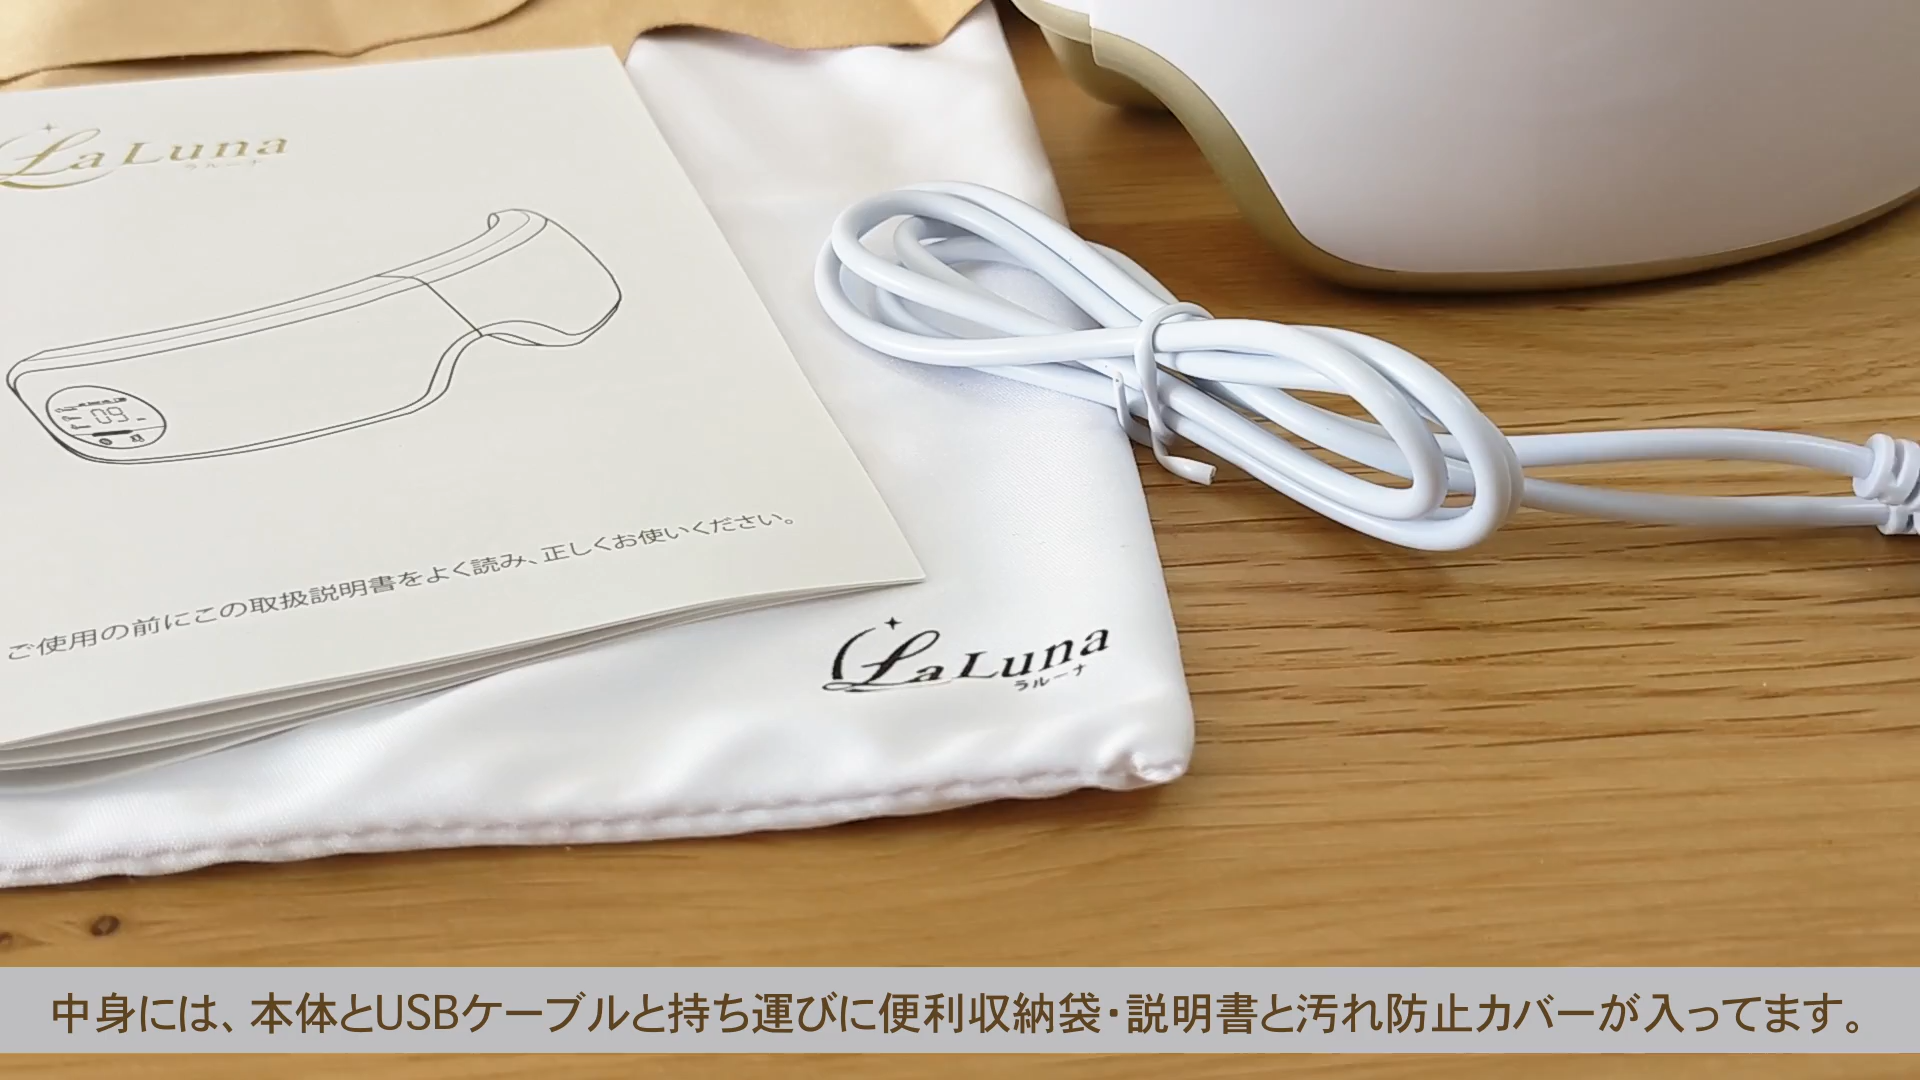 LaLuna
ラルーナ
09
ご使用の前にこの取扱説明書をよく読み、正しくお使いください。
LaLuna
ラルーナ
中身には、本体とUSBケーブルと持ち運びに便利収納袋・説明書と汚れ防止カバーが入ってます。